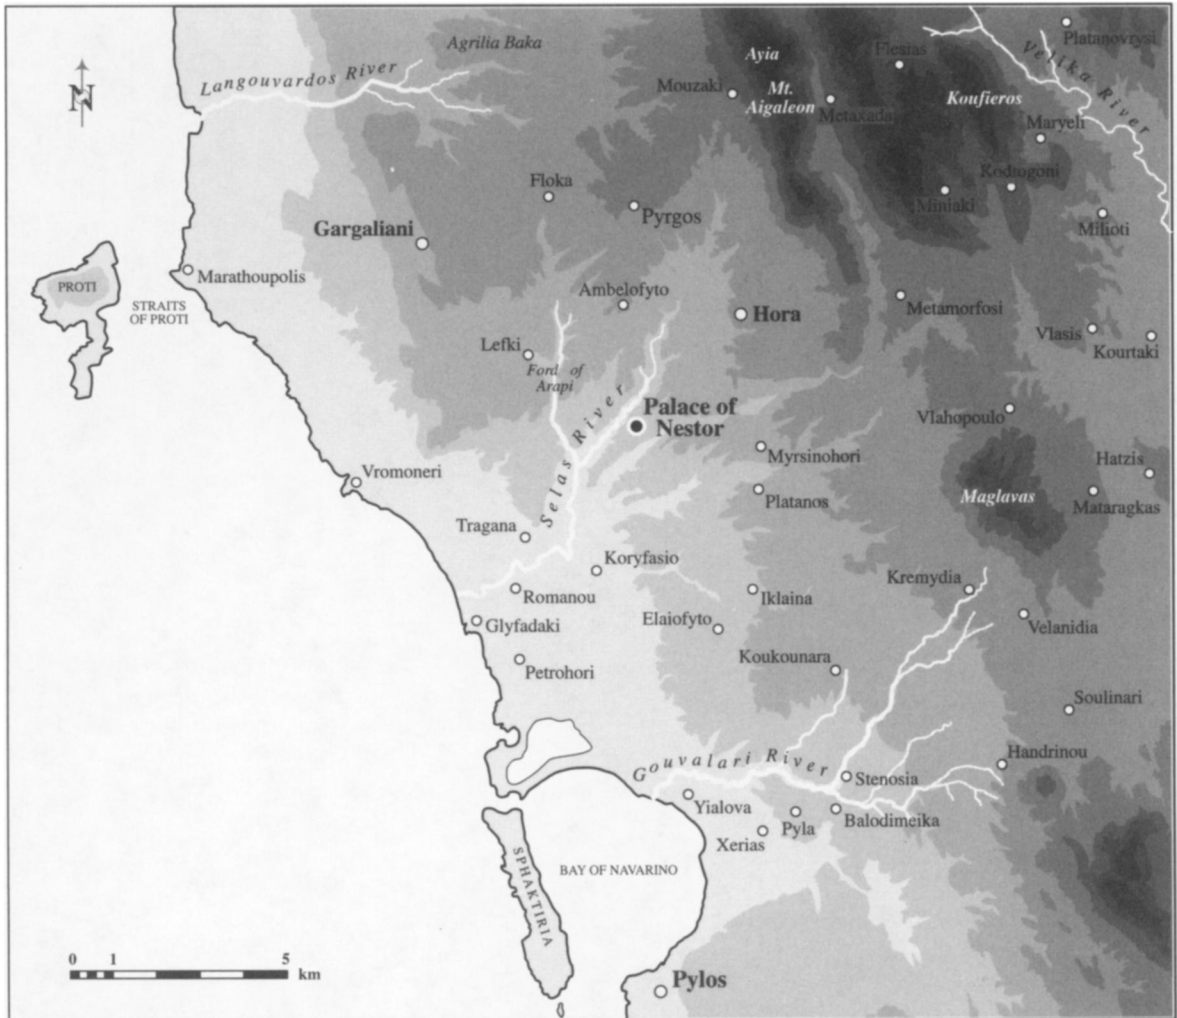 Agrilia Baka
Langouvardos River
N
Ayia
Mt.
Aigaleon
Mouzaki
Metaxada
Flesias
Koufieros
Platanovrysi
Velika River
Maryeli
Kodrogoni
Miniaki
Milioti
Floka
Pyrgos
Gargaliani
PROTI
STRAITS
OF PROTI
Marathoupolis
Ambelofyto
Hora
Metamorfosi
Vlasis
Kourtaki
Lefki
Ford of
Arapi
Selas River
Palace of
Nestor
Vlahopoulo
Myrsinohori
Platanos
Maglavas
Hatzis
Mataragkas
Vromoneri
Tragana
Koryfasio
Romanou
Glyfadaki
Petrohori
Elaiofyto
Iklaina
Kremydia
Velanidia
Koukounara
Soulinari
Handrinou
Gouvalari River
Stenosia
Yialova
Pyla
Balodimeika
Xerias
SPHAKTIRIA
BAY OF NAVARINO
0 1 5
km
Pylos